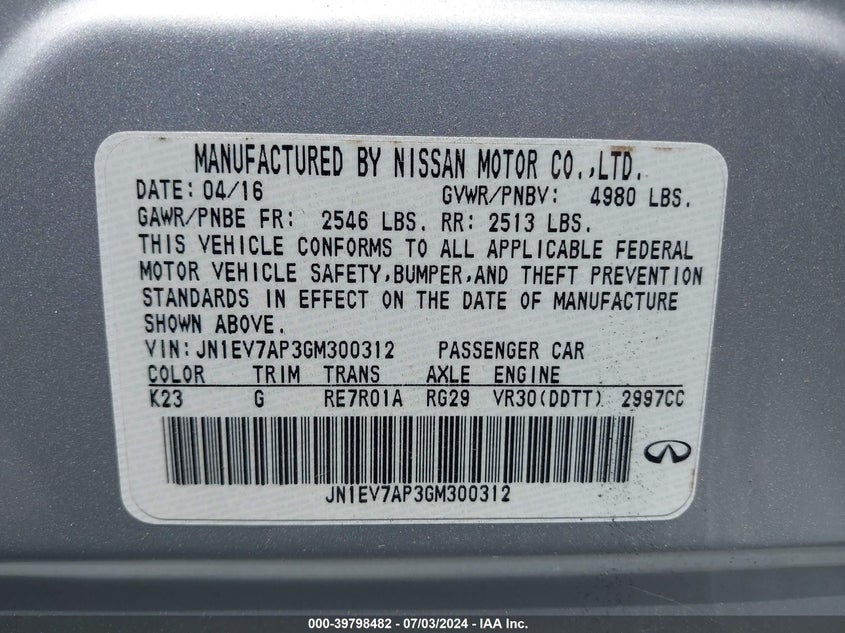 MANUFACTURED BY NISSAN MOTOR CO.,LTD.
DATE: 04/16 GVWR/PNBV: 4980 LBS.
GAWR/PNBE FR: 2546 LBS. RR: 2513 LBS.
THIS VEHICLE CONFORMS TO ALL APPLICABLE FEDERAL
MOTOR VEHICLE SAFETY,BUMPER,AND THEFT PREVENTION
STANDARDS IN EFFECT ON THE DATE OF MANUFACTURE
SHOWN ABOVE.
VIN: JN1EV7AP3GM300312 PASSENGER CAR
COLOR TRIM TRANS AXLE ENGINE
K23 G RE7R01A RG29 VR30(DDTT) 2997CC
JN1EV7AP3GM300312
000-39798482 - 07/03/2024 - IAA Inc.